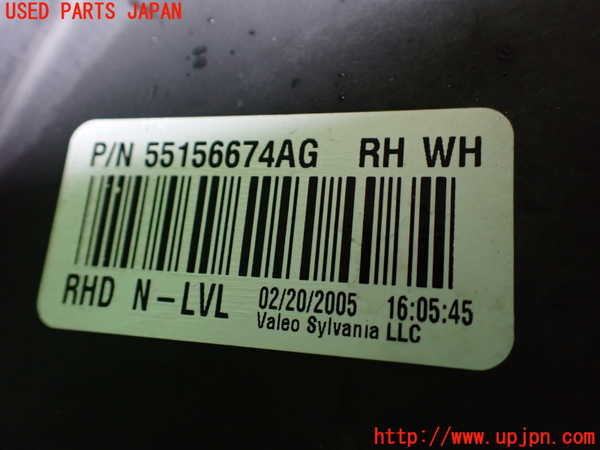 USED PARTS JAPAN
P/N 55156674AG RH WH
RHD N-LVL 02/20/2005 16:05:45
Valeo Sylvania LLC
http://www.upjpn.com/